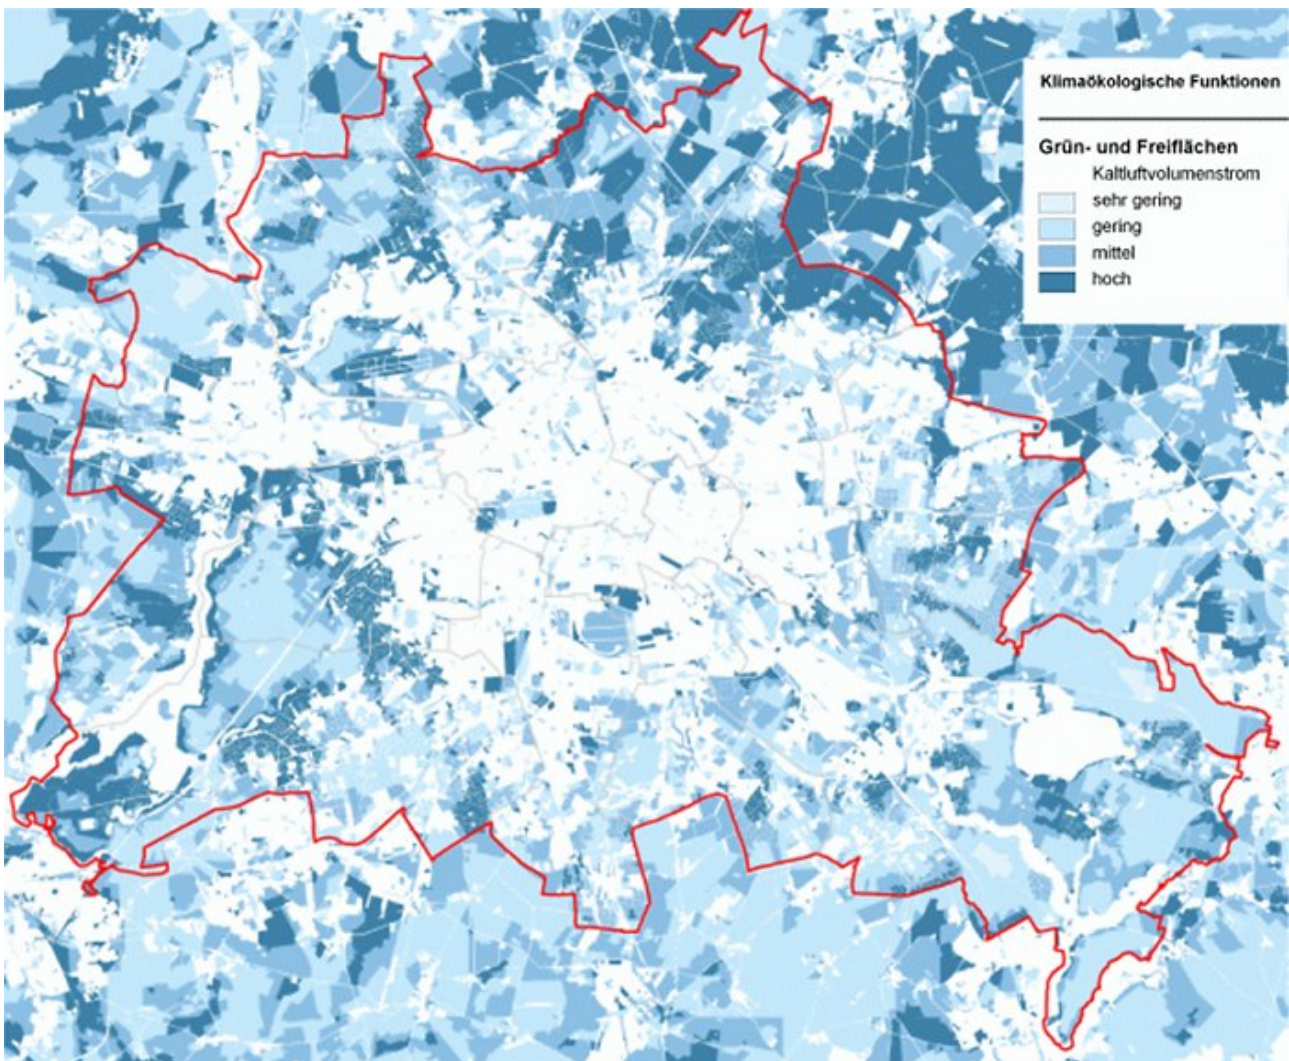 Klimaökologische Funktionen
Grün- und Freiflächen
Kaltluftvolumenstrom
sehr gering
gering
mittel
hoch